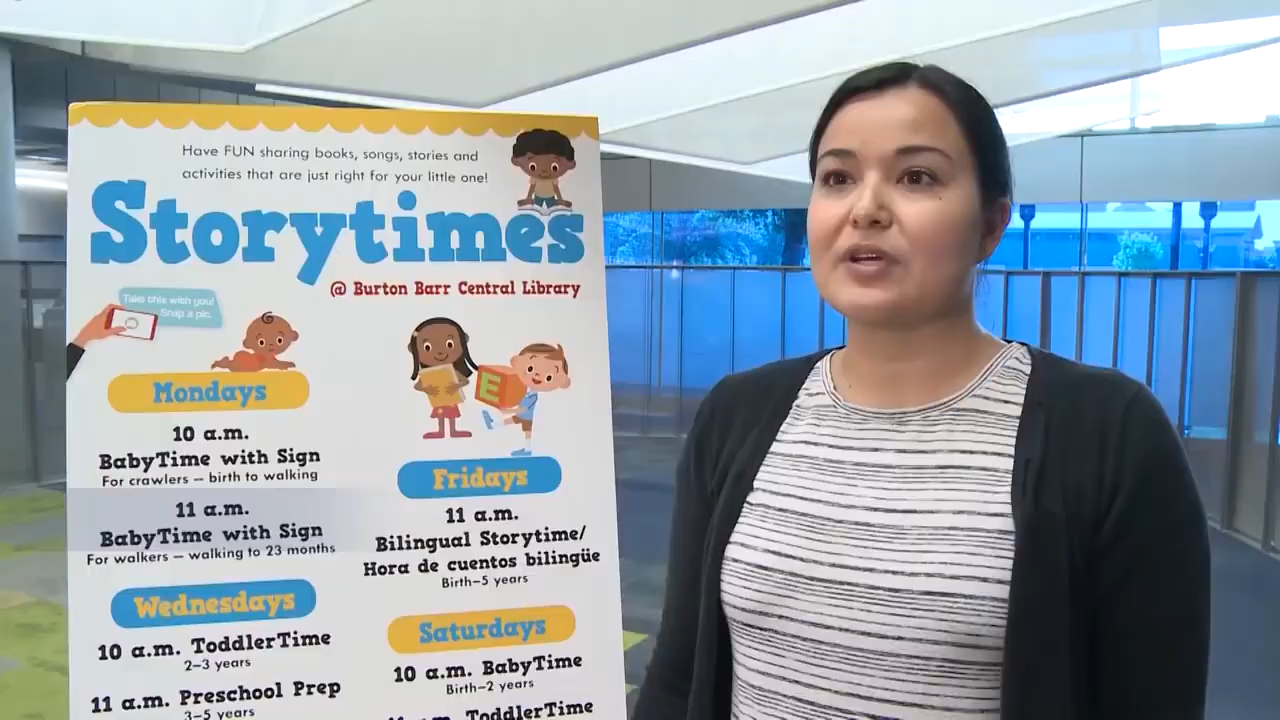 Have FUN sharing books, songs, stories and
activities that are just right for your little one!
Storytimes
@ Burton Barr Central Library
Take this with you!
Snap a pic.
Mondays
10 a.m.
BabyTime with Sign
For crawlers – birth to walking
11 a.m.
BabyTime with Sign
For walkers – walking to 23 months
Wednesdays
10 a.m. ToddlerTime
2–3 years
11 a.m. Preschool Prep
3–5 years
E
Fridays
11 a.m.
Bilingual Storytime/
Hora de cuentos bilingüe
Birth–5 years
Saturdays
10 a.m. BabyTime
Birth–2 years
11 a.m. ToddlerTime